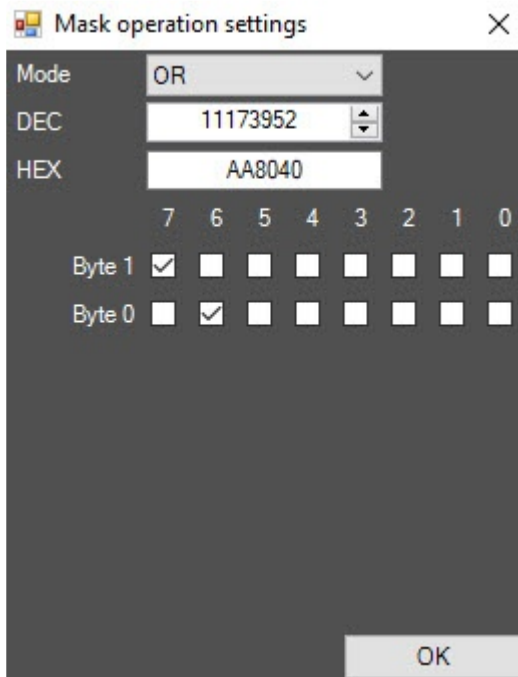 Mask operation settings
Mode OR
DEC 11173952
HEX AA8040
7 6 5 4 3 2 1 0
Byte 1
Byte 0
OK